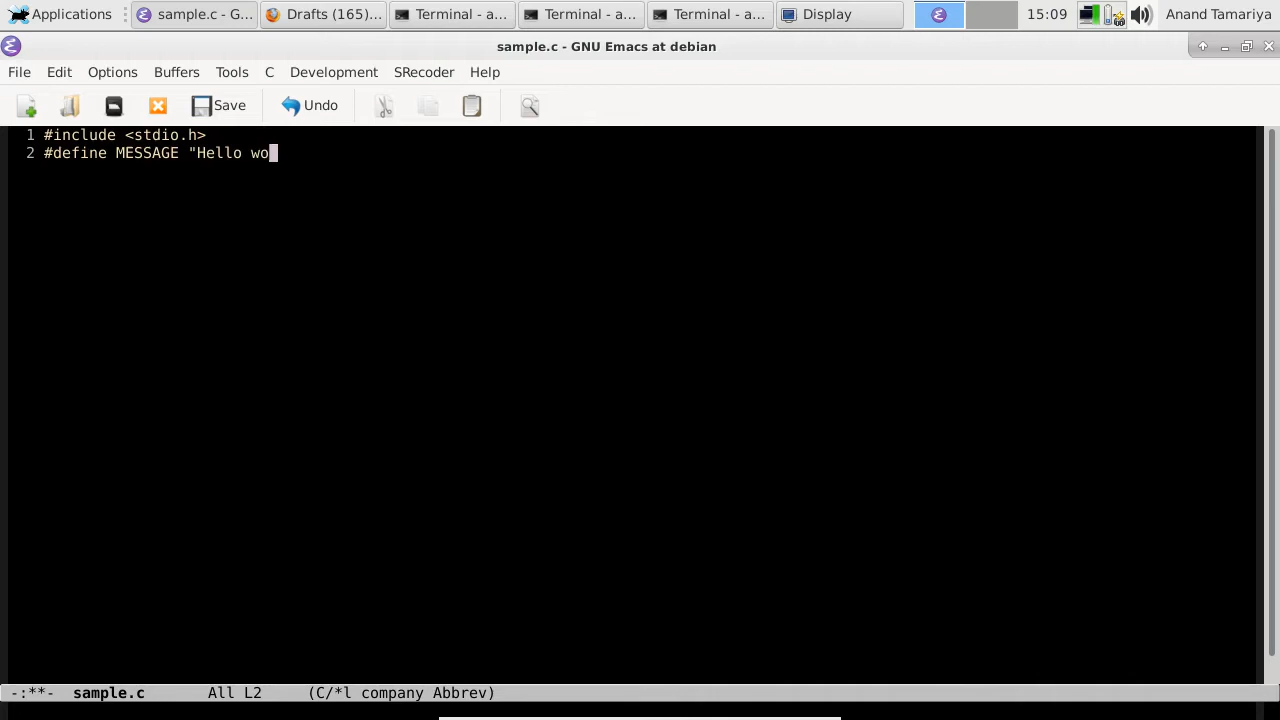 Applications sample.c - G... Drafts (165)... Terminal - a... Terminal - a... Terminal - a... Display 15:09 Anand Tamariya
sample.c - GNU Emacs at debian
File Edit Options Buffers Tools C Development SRecoder Help
Save Undo
1 #include <stdio.h>
2 #define MESSAGE "Hello wo
-:**- sample.c All L2 (C/*l company Abbrev)